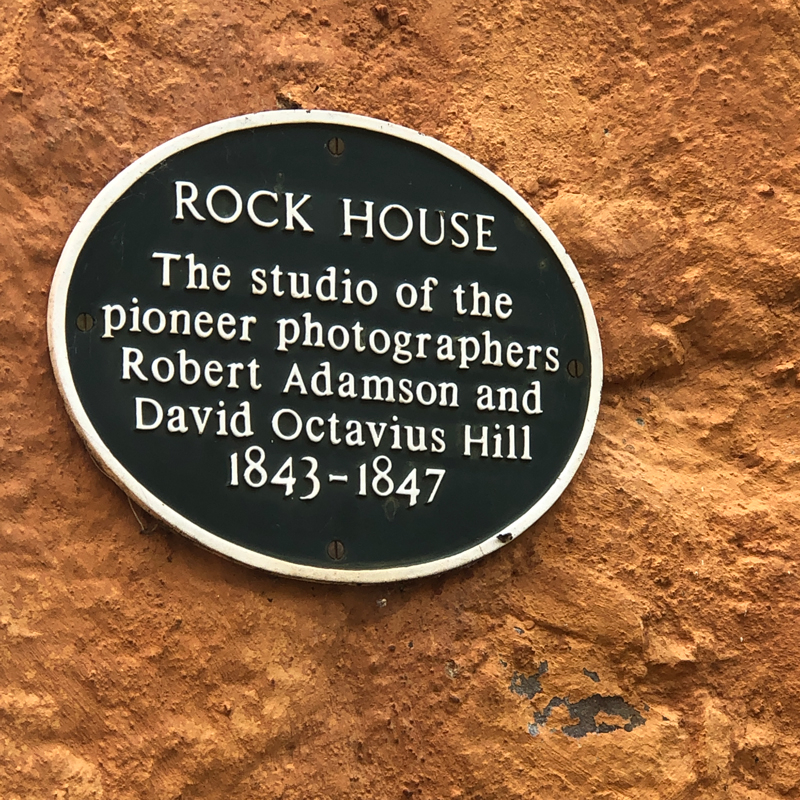 ROCK HOUSE
The studio of the
pioneer photographers
Robert Adamson and
David Octavius Hill
1843-1847